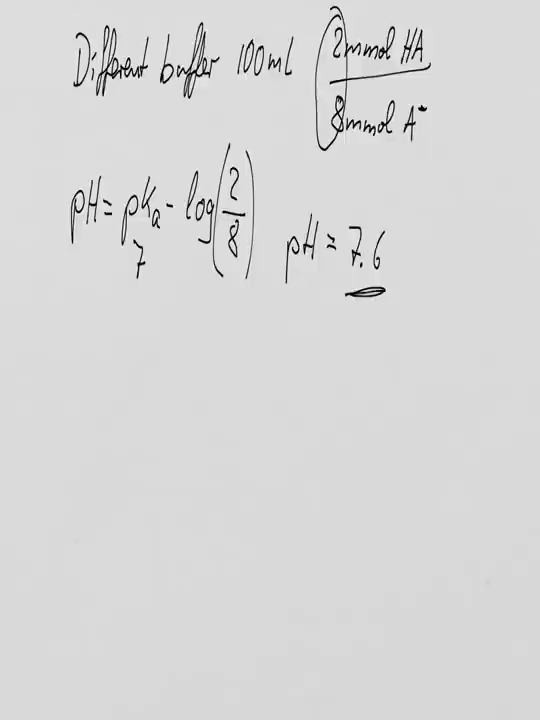 Different buffer 100ml (2mmol HA
8mmol A⁻
pH = pKa - log(2/8)
7
pH = 7.6